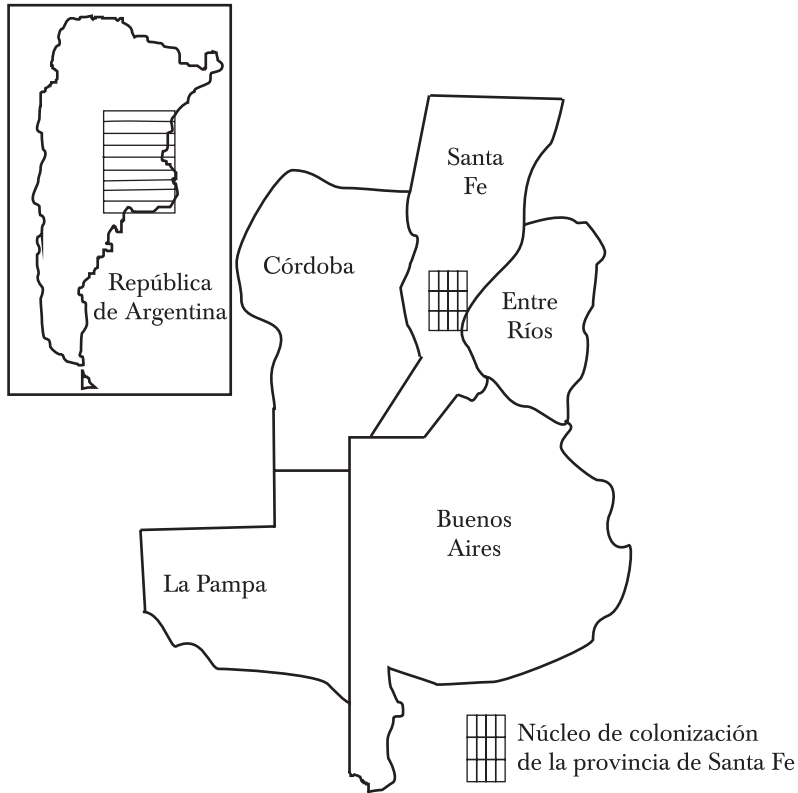 República
de Argentina
Santa
Fe
Córdoba
Entre
Ríos
Buenos
Aires
La Pampa
Núcleo de colonización
de la provincia de Santa Fe